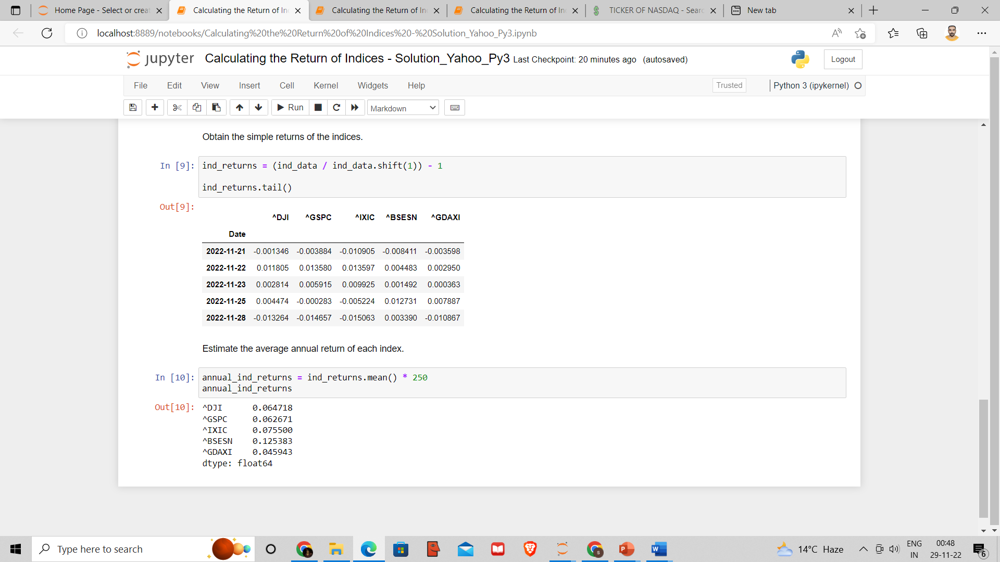 Home Page - Select or creat
Calculating the Return of In
Calculating the Return of In
Calculating the Return of In
TICKER OF NASDAQ - Searc
New tab
localhost:8889/notebooks/Calculating%20the%20Return%20of%20Indices%20-%20Solution_Yahoo_Py3.ipynb
jupyter Calculating the Return of Indices - Solution_Yahoo_Py3 Last Checkpoint: 20 minutes ago (autosaved)
Logout
File Edit View Insert Cell Kernel Widgets Help
Trusted
Python 3 (ipykernel)
Run
Markdown
Obtain the simple returns of the indices.
In [9]: ind_returns = (ind_data / ind_data.shift(1)) - 1
ind_returns.tail()
Out[9]:
^DJI ^GSPC ^IXIC ^BSESN ^GDAXI
Date
2022-11-21 -0.001346 -0.003884 -0.010905 -0.008411 -0.003598
2022-11-22 0.011805 0.013580 0.013597 0.004483 0.002950
2022-11-23 0.002814 0.005915 0.009925 0.001492 0.000363
2022-11-25 0.004474 -0.000283 -0.005224 0.012731 0.007887
2022-11-28 -0.013264 -0.014657 -0.015063 0.003390 -0.010867
Estimate the average annual return of each index.
In [10]: annual_ind_returns = ind_returns.mean() * 250
annual_ind_returns
Out[10]: ^DJI 0.064718
^GSPC 0.062671
^IXIC 0.075500
^BSESN 0.125383
^GDAXI 0.045943
dtype: float64
Type here to search
14°C Haze
ENG
IN
00:48
29-11-22
6